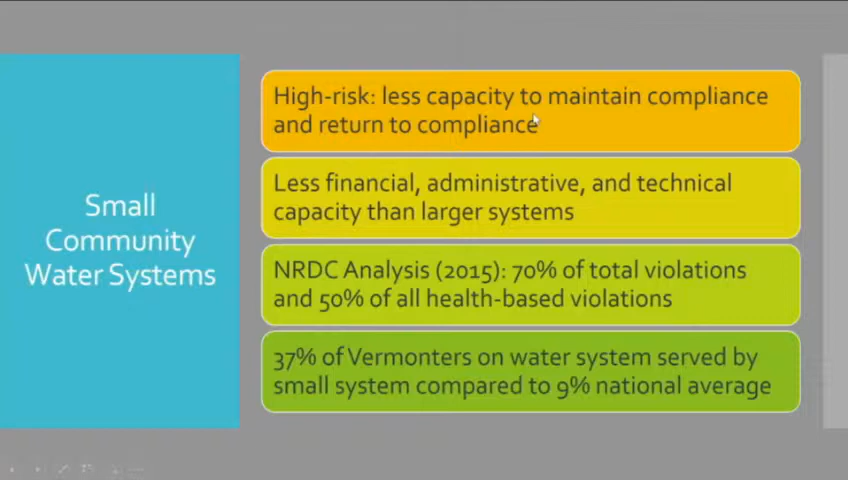 Small
Community
Water Systems
High-risk: less capacity to maintain compliance
and return to compliance
Less financial, administrative, and technical
capacity than larger systems
NRDC Analysis (2015): 70% of total violations
and 50% of all health-based violations
37% of Vermonters on water system served by
small system compared to 9% national average